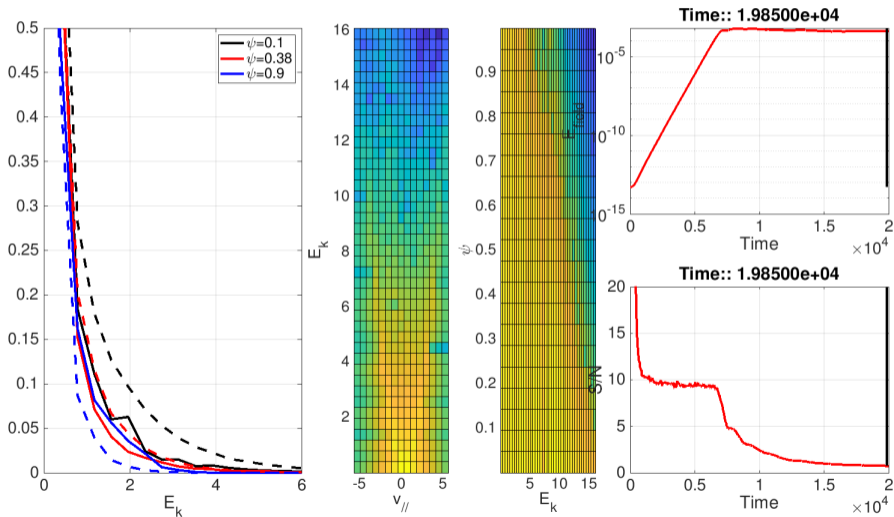 0.5
0.45
0.4
0.35
0.3
0.25
0.2
0.15
0.1
0.05
0
0 2 4 6
E_k
ψ=0.1
ψ=0.38
ψ=0.9
16
14
12
10
8
6
4
2
E_k
-5 0 5
v_//
0.9
0.8
0.7
0.6
0.5
0.4
0.3
0.2
0.1
ψ
5 10 15
E_k
Time:: 1.98500e+04
10^-5
10^-10
10^-15
E_field
0 0.5 1 1.5 2
Time
×10^4
Time:: 1.98500e+04
20
15
10
5
0
S/N
0 0.5 1 1.5 2
Time
×10^4